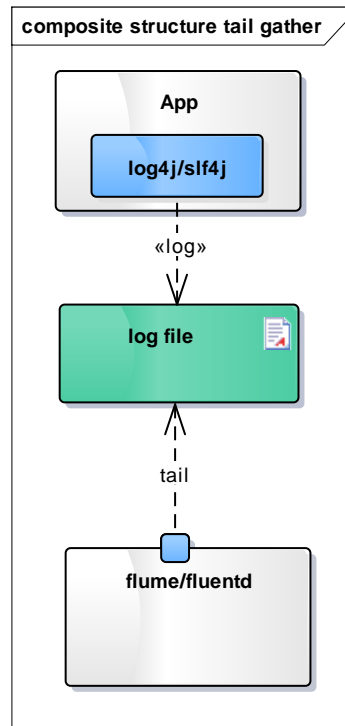 composite structure tail gather
App
log4j/slf4j
«log»
log file
tail
flume/fluentd